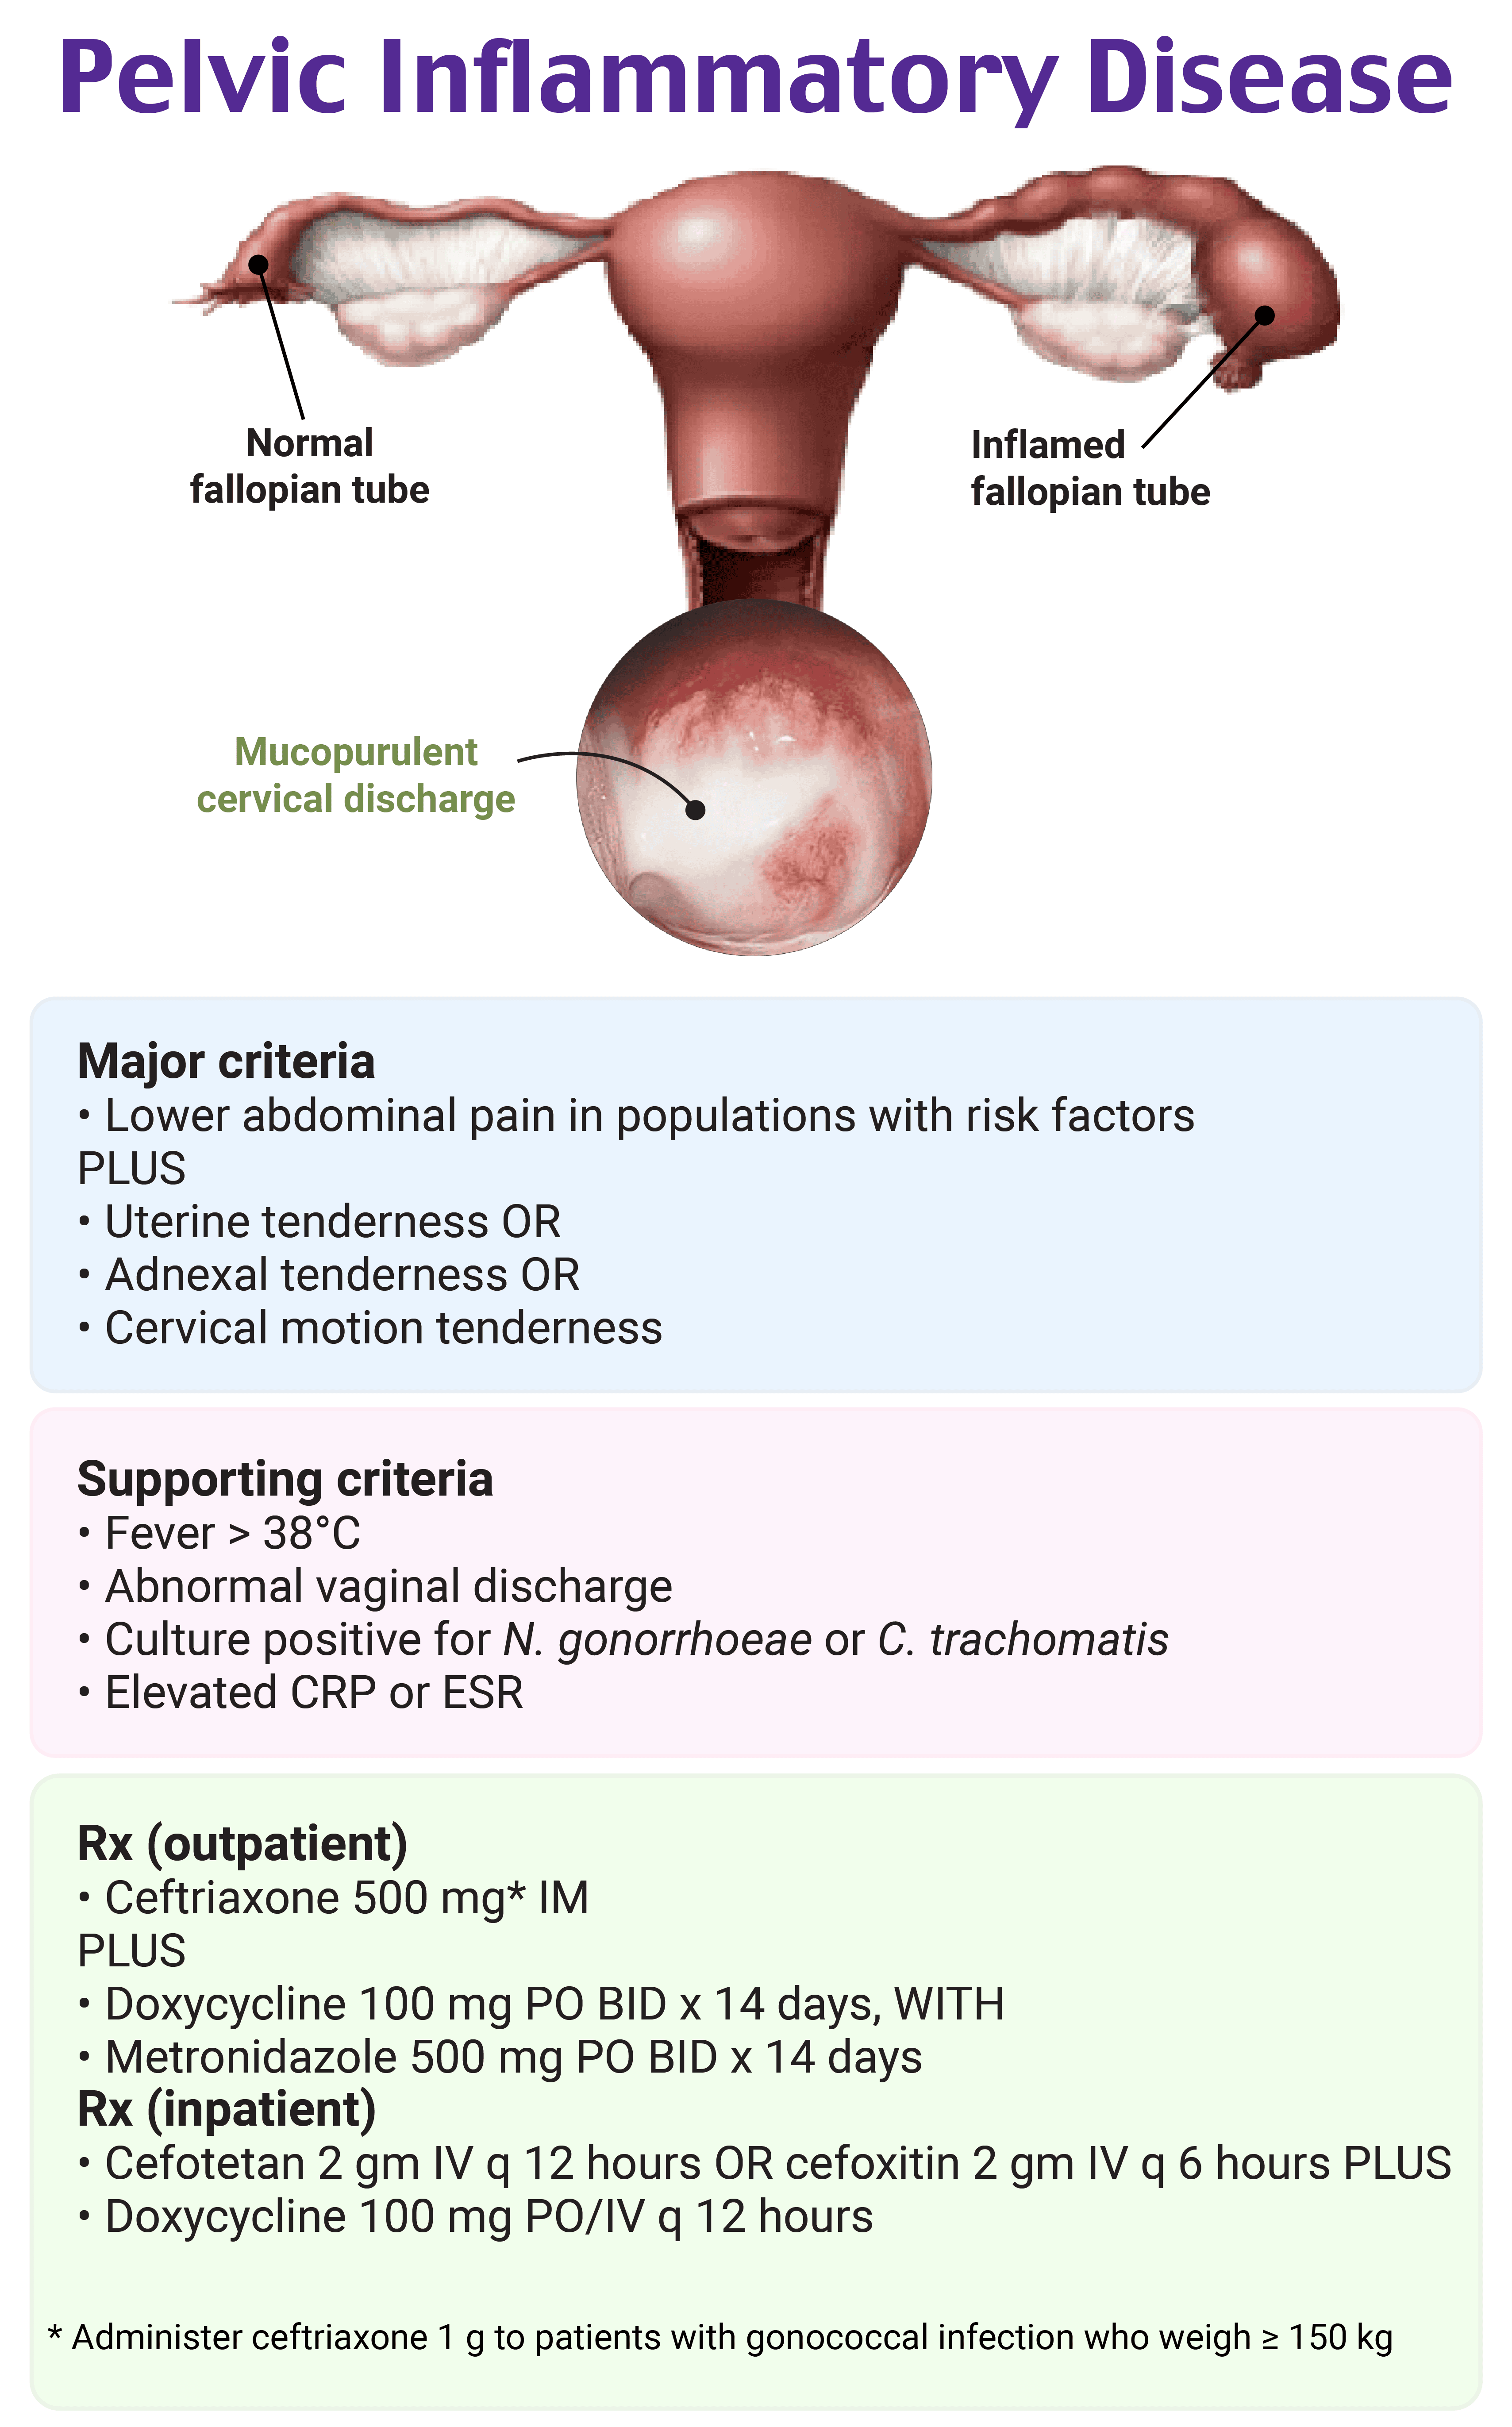 Pelvic Inflammatory Disease
Normal
fallopian tube
Inflamed
fallopian tube
Mucopurulent
cervical discharge
Major criteria
• Lower abdominal pain in populations with risk factors
PLUS
• Uterine tenderness OR
• Adnexal tenderness OR
• Cervical motion tenderness
Supporting criteria
• Fever > 38°C
• Abnormal vaginal discharge
• Culture positive for N. gonorrhoeae or C. trachomatis
• Elevated CRP or ESR
Rx (outpatient)
• Ceftriaxone 500 mg* IM
PLUS
• Doxycycline 100 mg PO BID x 14 days, WITH
• Metronidazole 500 mg PO BID x 14 days
Rx (inpatient)
• Cefotetan 2 gm IV q 12 hours OR cefoxitin 2 gm IV q 6 hours PLUS
• Doxycycline 100 mg PO/IV q 12 hours
* Administer ceftriaxone 1 g to patients with gonococcal infection who weigh ≥ 150 kg